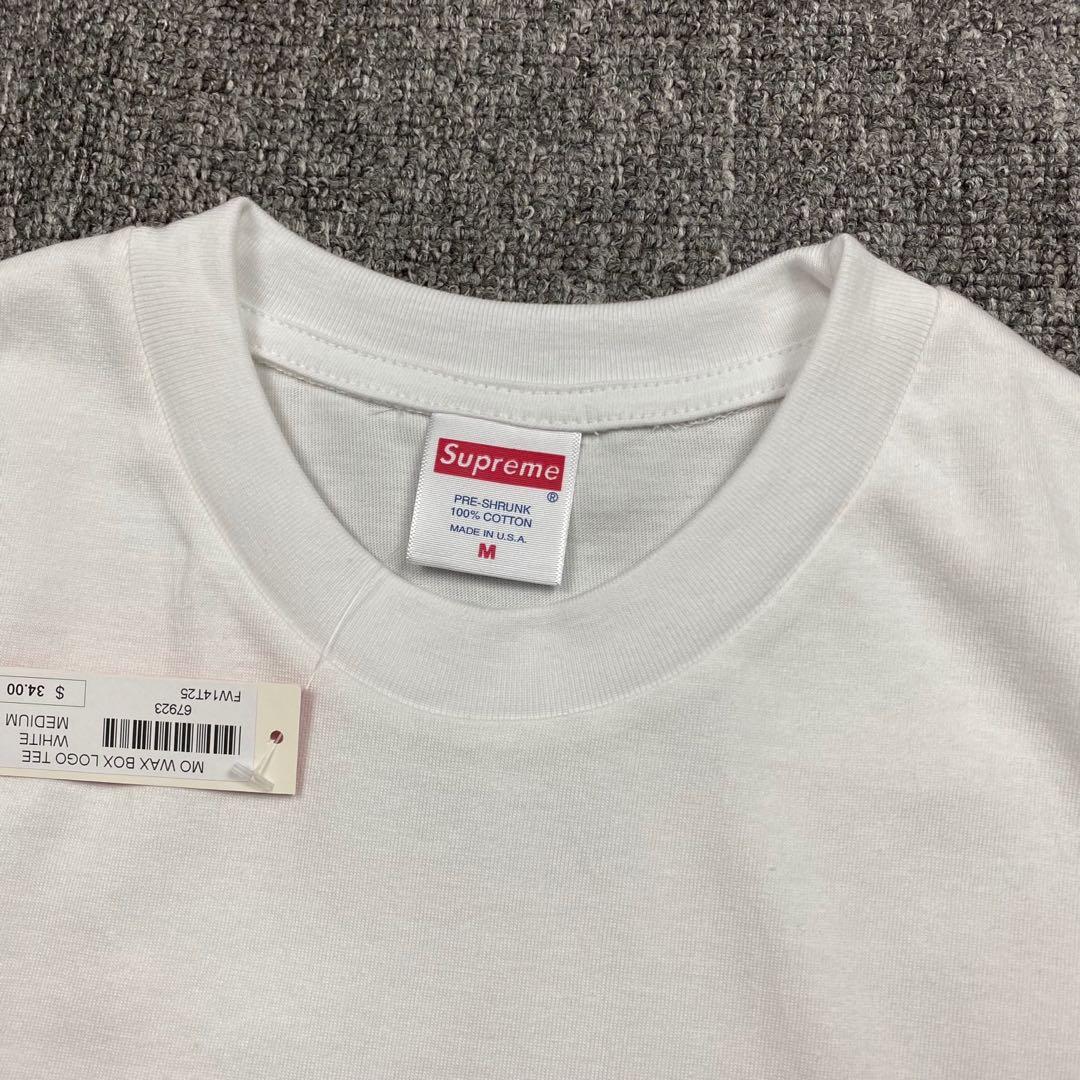 Supreme
®
PRE-SHRUNK
100% COTTON
MADE IN U.S.A.
M
MO WAX BOX LOGO TEE
WHITE
MEDIUM
67923
FW14T25
$ 34.00